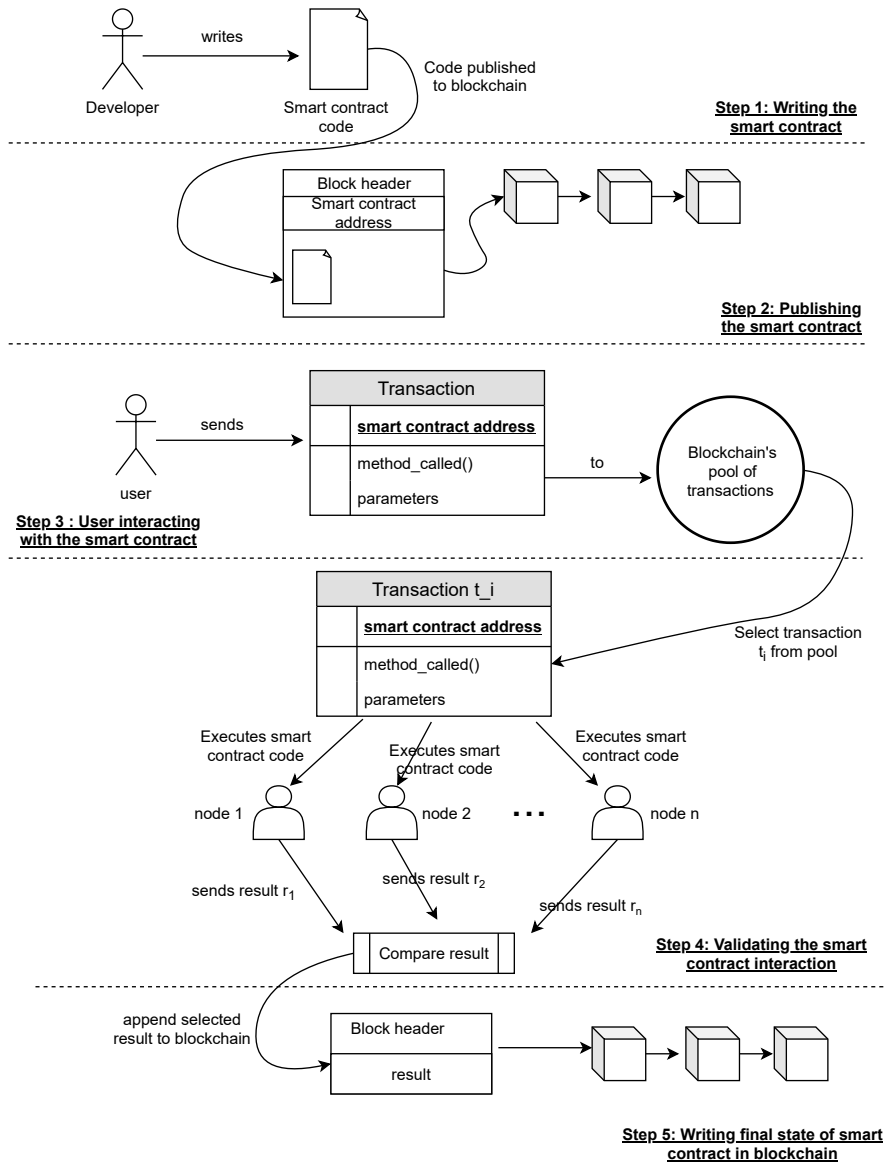 writes
Developer
Smart contract
code
Code published
to blockchain
Step 1: Writing the
smart contract
Block header
Smart contract
address
Step 2: Publishing
the smart contract
user
sends
Transaction
smart contract address
method_called()
parameters
to
Blockchain's
pool of
transactions
Step 3 : User interacting
with the smart contract
Transaction t_i
smart contract address
method_called()
parameters
Select transaction
ti from pool
Executes smart
contract code
Executes smart
contract code
Executes smart
contract code
node 1
node 2
...
node n
sends result r1
sends result r2
sends result rn
Compare result
Step 4: Validating the smart
contract interaction
append selected
result to blockchain
Block header
result
Step 5: Writing final state of smart
contract in blockchain